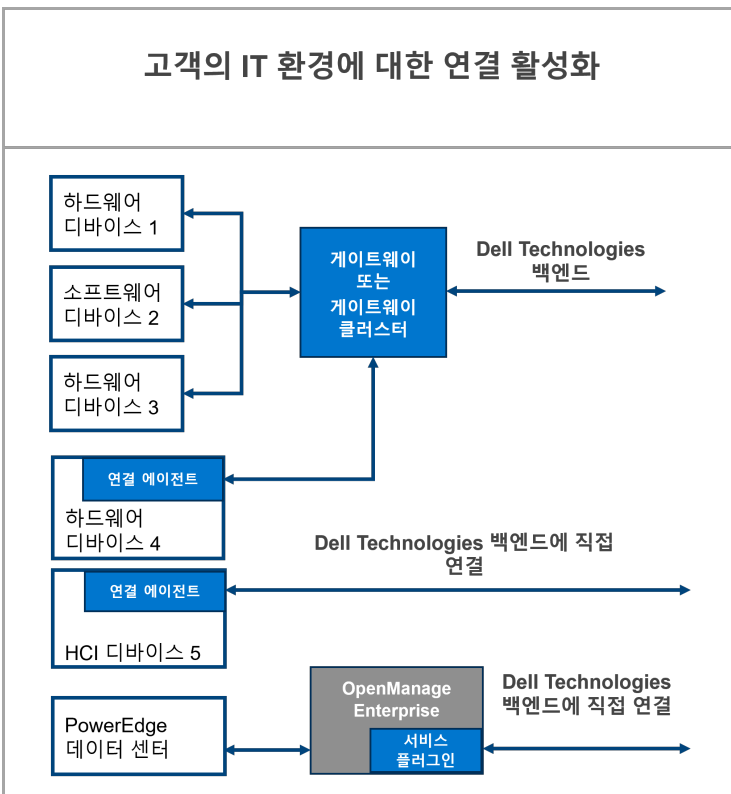 고객의 IT 환경에 대한 연결 활성화
하드웨어
디바이스 1
소프트웨어
디바이스 2
하드웨어
디바이스 3
게이트웨이
또는
게이트웨이
클러스터
Dell Technologies
백엔드
연결 에이전트
하드웨어
디바이스 4
Dell Technologies 백엔드에 직접
연결
연결 에이전트
HCI 디바이스 5
PowerEdge
데이터 센터
OpenManage
Enterprise
서비스
플러그인
Dell Technologies
백엔드에 직접 연결